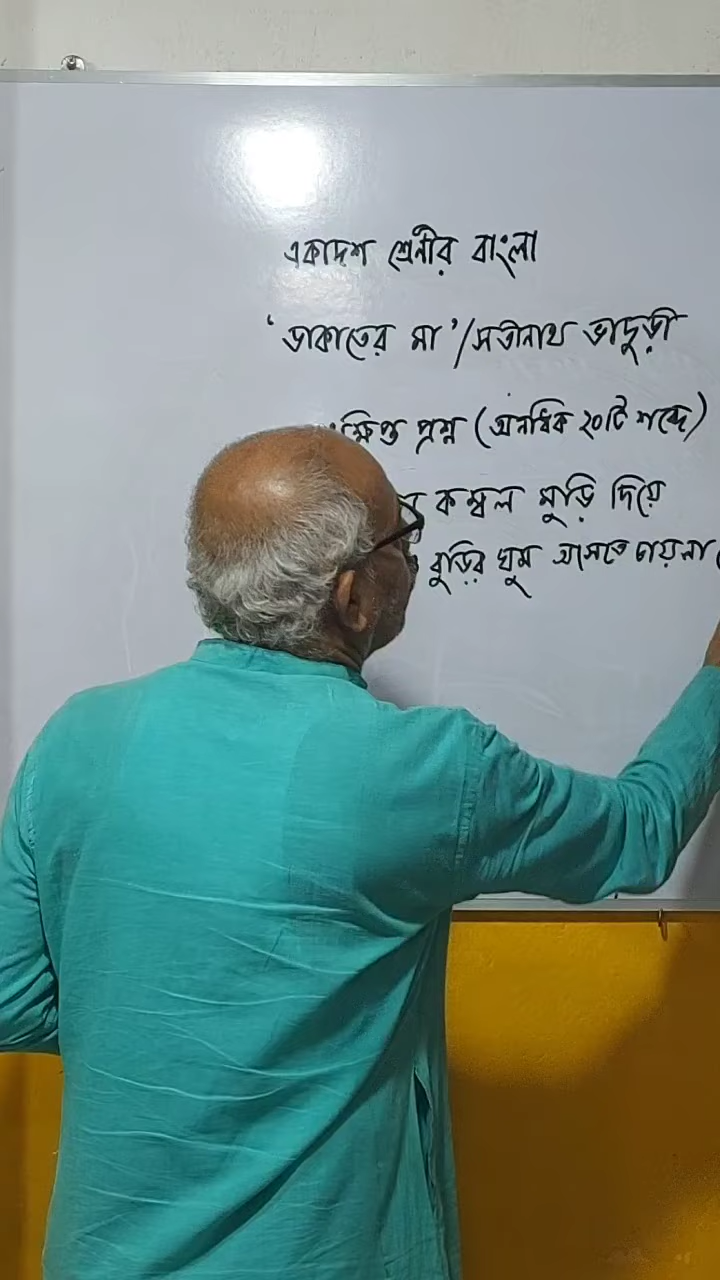 একাদশ শ্রেনীর বাংলা
'ডাকাতের মা'/সতীনাথ ভাদুড়ী
ক্ষিপ্ত প্রশ্ন (অনধিক ২০টি শব্দে)
কম্বল মুড়ি দিয়ে
বুড়ির ঘুম আসতে চায়না